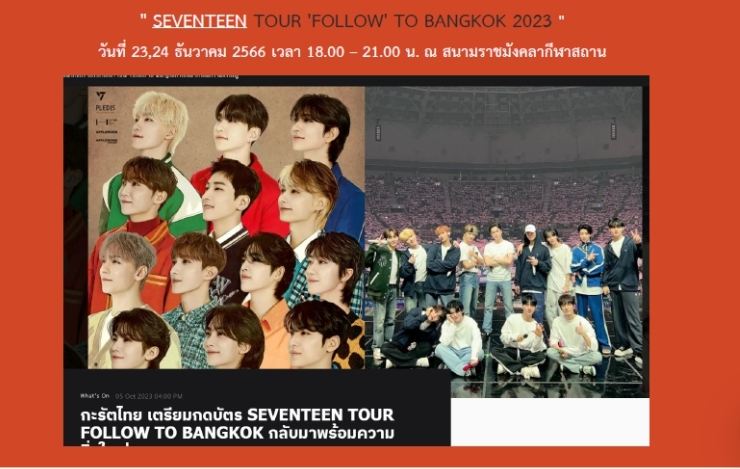 " SEVENTEEN TOUR 'FOLLOW' TO BANGKOK 2023 "
วันที่ 23,24 ธันวาคม 2566 เวลา 18.00 – 21.00 น. ณ สนามราชมังคลากีฬาสถาน
PLEDIS
What's On 05 Oct 2023 04:00 PM
กะรัตไทย เตรียมกดบัตร SEVENTEEN TOUR
FOLLOW TO BANGKOK กลับมาพร้อมความ